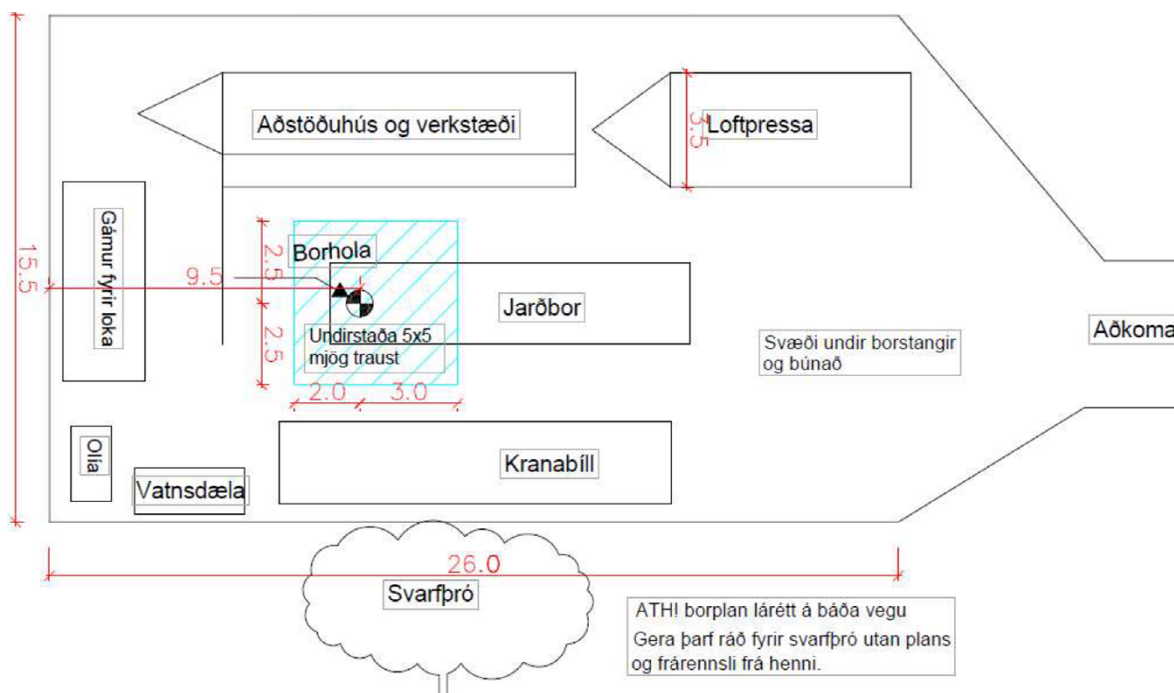 Aðstöðuhús og verkstæði
Loftpressa
3.5
Gámur fyrir loka
15.5
Borhola
2.5
9.5
Jarðbor
Undirstaða 5x5
mjög traust
2.5
2.0
3.0
Svæði undir borstangir
og búnað
Aðkoma
Olía
Vatnsdæla
Kranabíll
26.0
Svarfþró
ATH! borplan lárétt á báða vegu
Gera þarf ráð fyrir svarfþró utan plans
og frárennsli frá henni.